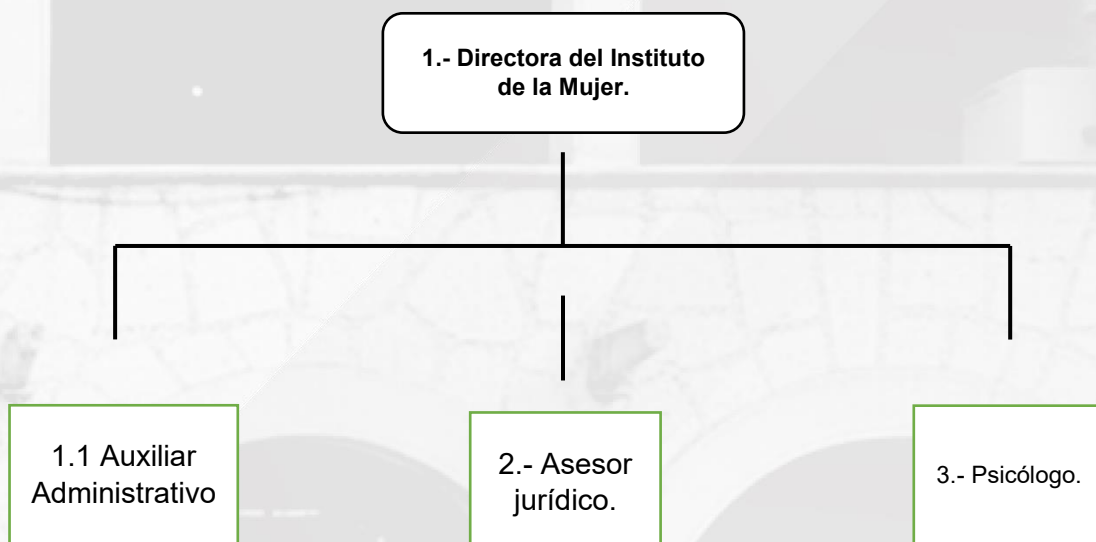 1.- Directora del Instituto
de la Mujer.
1.1 Auxiliar
Administrativo
2.- Asesor
jurídico.
3.- Psicólogo.